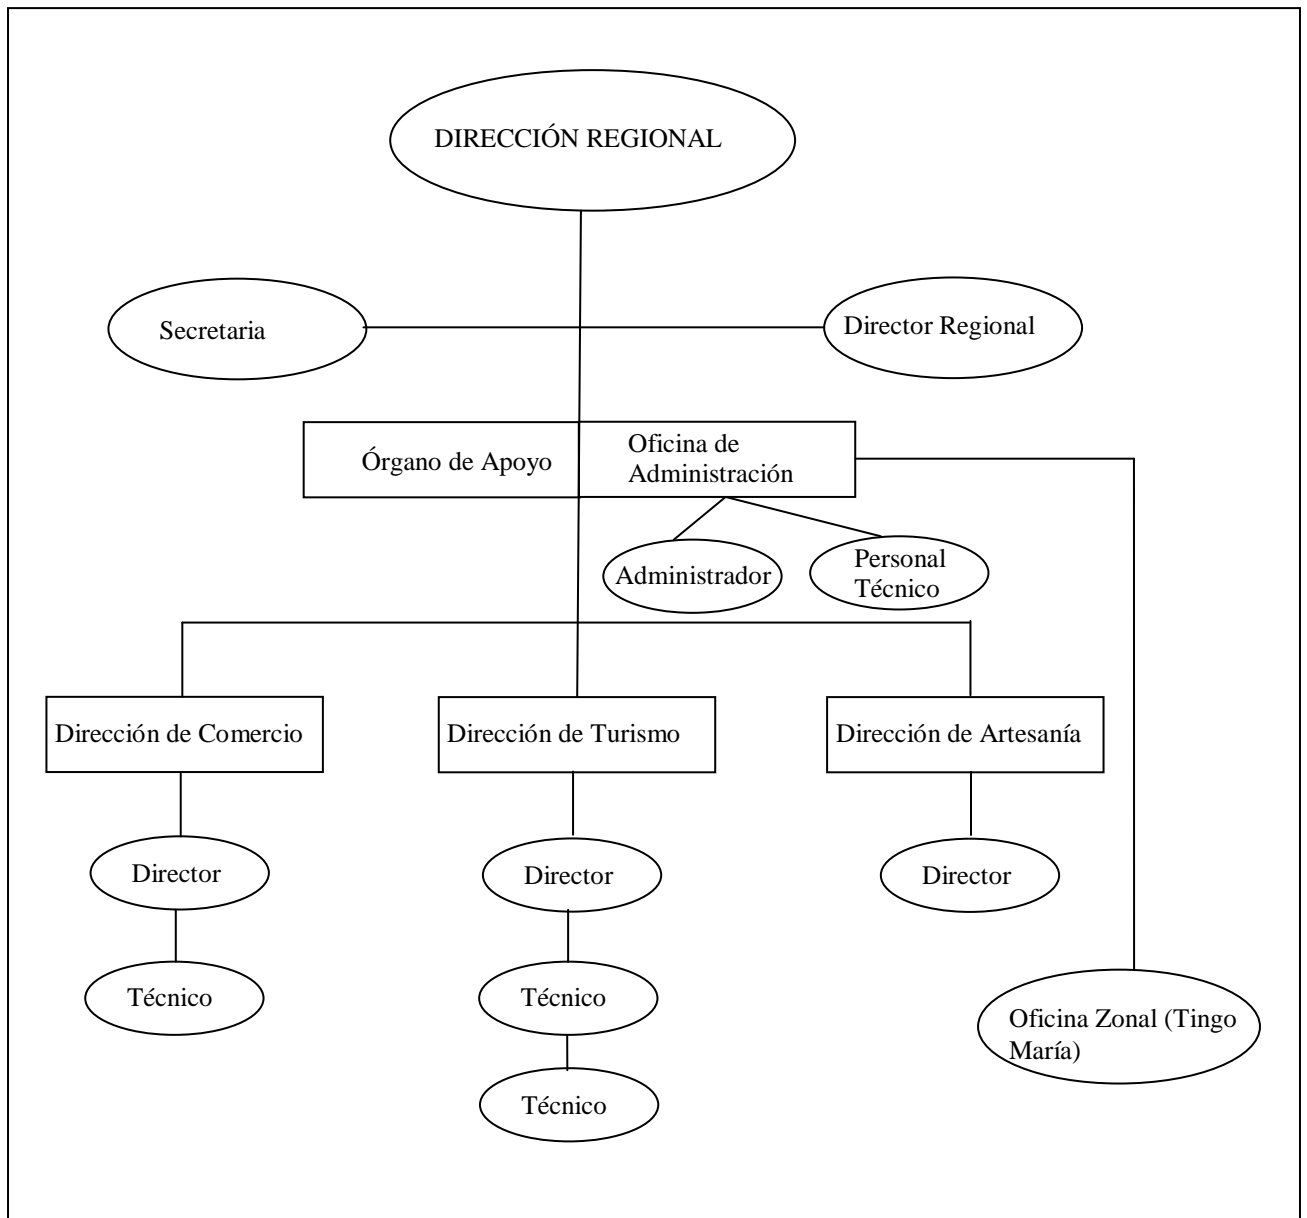 DIRECCIÓN REGIONAL
Secretaria
Director Regional
Órgano de Apoyo
Oficina de
Administración
Administrador
Personal
Técnico
Dirección de Comercio
Dirección de Turismo
Dirección de Artesanía
Director
Director
Director
Técnico
Técnico
Oficina Zonal (Tingo
María)
Técnico